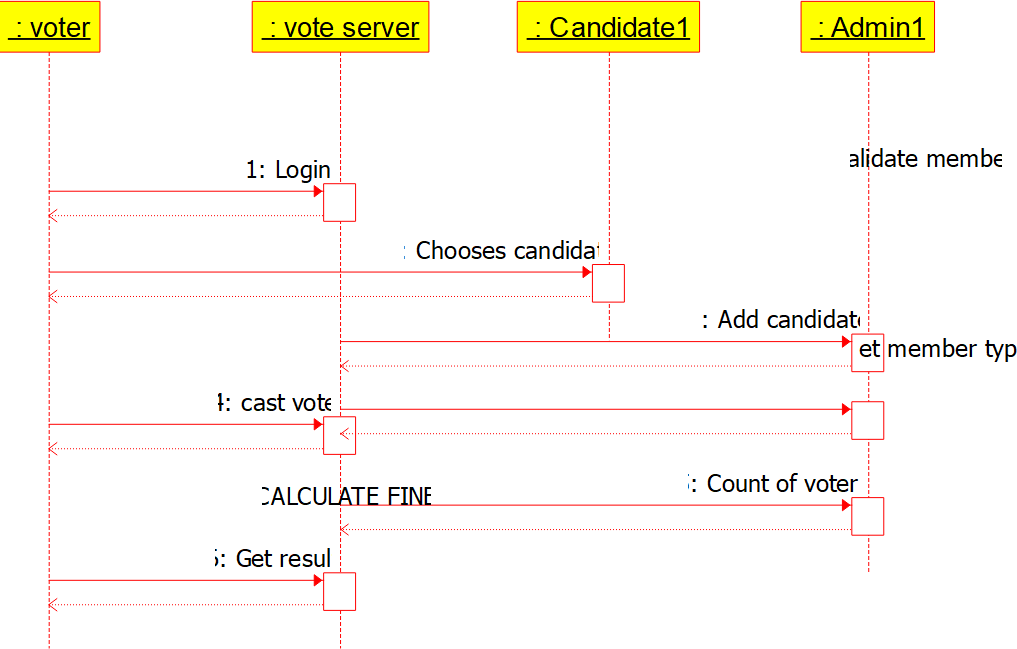 : voter
: vote server
: Candidate1
: Admin1
alidate membe
1: Login
: Chooses candidat
: Add candidate
et member typ
4: cast vote
: Count of voter
CALCULATE FINE
: Get resul